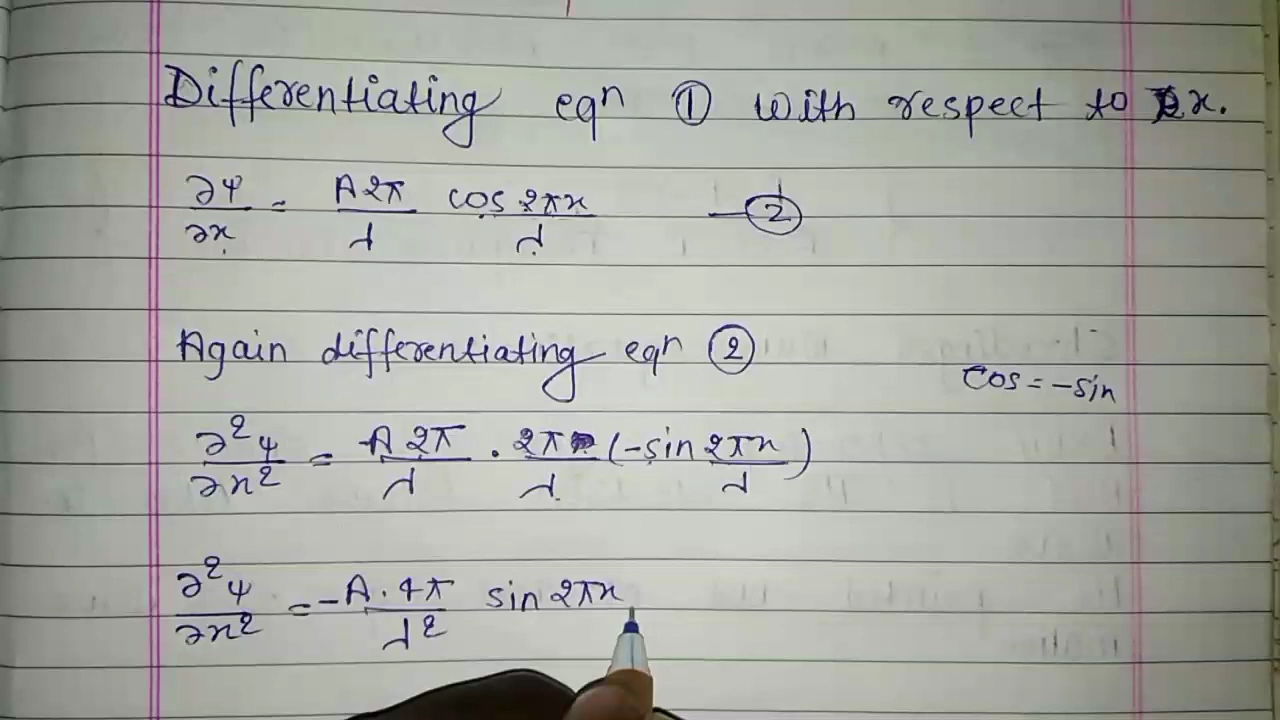 Differentiating eqn ① with respect to x.
∂ψ/∂x = A2π/λ cos 2πx/λ —②
Again differentiating eqn ②
cos = -sin
∂²ψ/∂x² = A2π/λ . 2π/λ (-sin 2πx/λ)
∂²ψ/∂x² = -A.4π/λ² sin 2πx